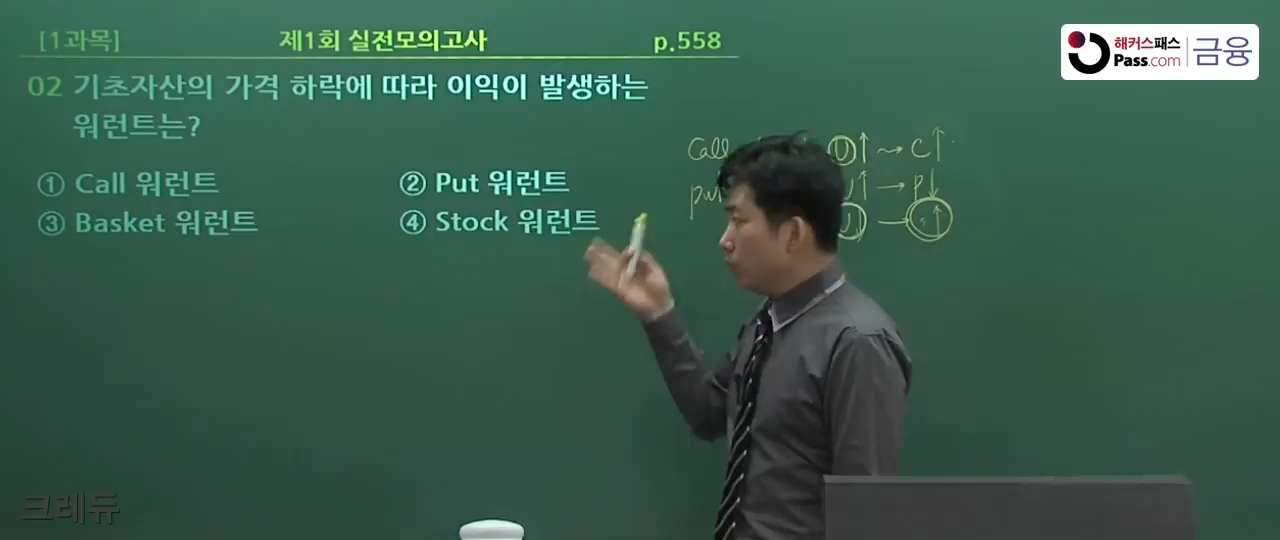 [1과목] 제1회 실전모의고사 p.558
02 기초자산의 가격 하락에 따라 이익이 발생하는
워런트는?
① Call 워런트 ② Put 워런트
③ Basket 워런트 ④ Stock 워런트
해커스패스
Pass.com 금융
Call U↑ → C↑
put ↑ → P↓
크레듀